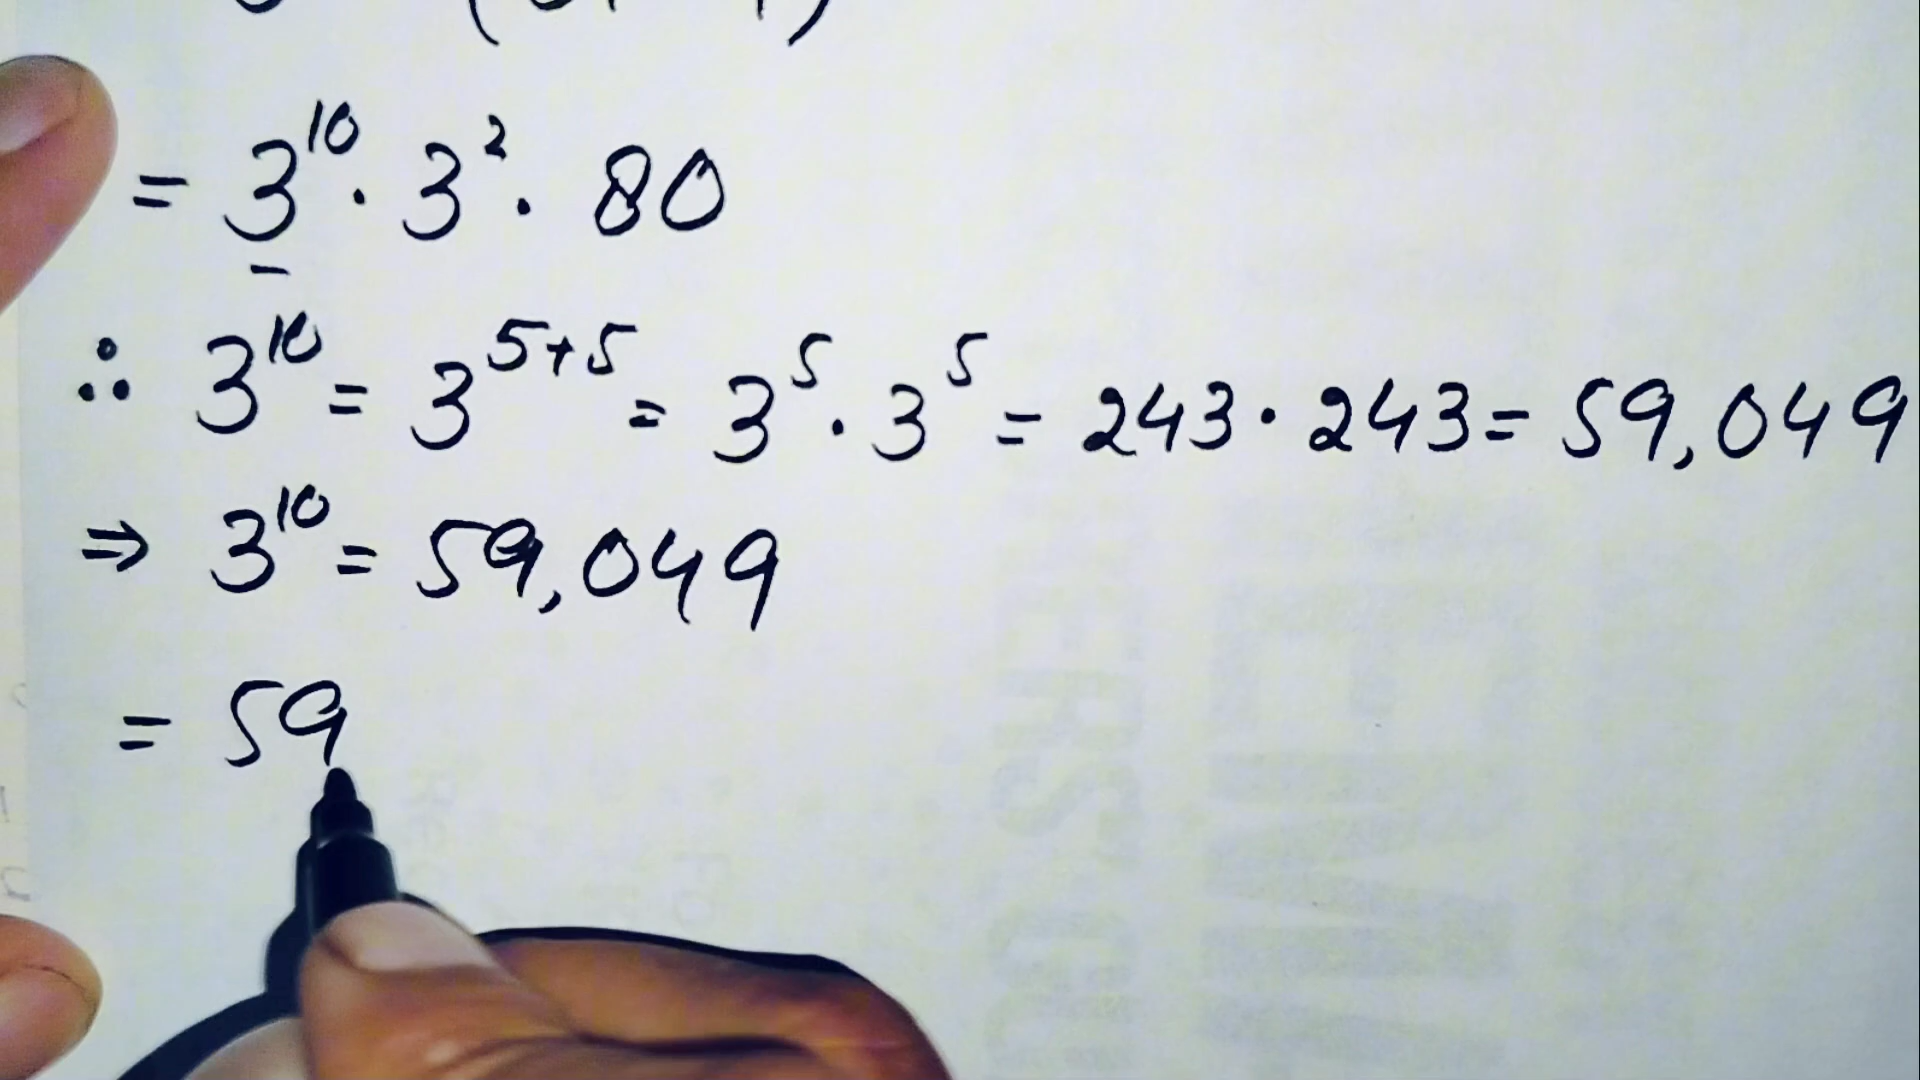 = 3¹⁰ · 3² · 80
∴ 3¹⁰ = 3⁵⁺⁵ = 3⁵ · 3⁵ = 243 · 243 = 59,049
⇒ 3¹⁰ = 59,049
= 59